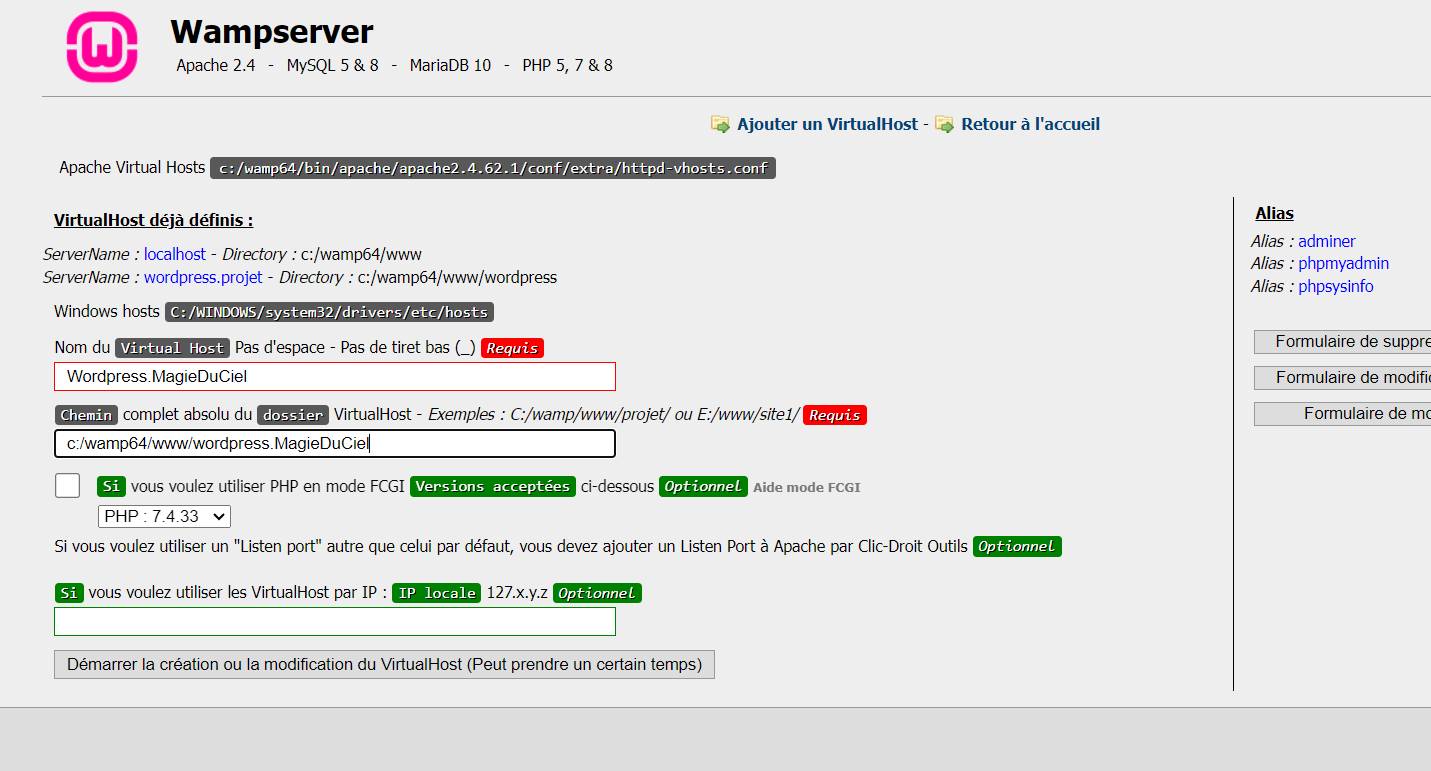 Wampserver
Apache 2.4 - MySQL 5 & 8 - MariaDB 10 - PHP 5, 7 & 8
Ajouter un VirtualHost - Retour à l'accueil
Apache Virtual Hosts c:/wamp64/bin/apache/apache2.4.62.1/conf/extra/httpd-vhosts.conf
VirtualHost déjà définis :
ServerName : localhost - Directory : c:/wamp64/www
ServerName : wordpress.projet - Directory : c:/wamp64/www/wordpress
Windows hosts C:/WINDOWS/system32/drivers/etc/hosts
Nom du Virtual Host Pas d'espace - Pas de tiret bas (_) Requis
Wordpress.MagieDuCiel
Chemin complet absolu du dossier VirtualHost - Exemples : C:/wamp/www/projet/ ou E:/www/site1/ Requis
c:/wamp64/www/wordpress.MagieDuCiel
Si vous voulez utiliser PHP en mode FCGI Versions acceptées ci-dessous Optionnel Aide mode FCGI
PHP : 7.4.33
Si vous voulez utiliser un "Listen port" autre que celui par défaut, vous devez ajouter un Listen Port à Apache par Clic-Droit Outils Optionnel
Si vous voulez utiliser les VirtualHost par IP : IP locale 127.x.y.z Optionnel
Démarrer la création ou la modification du VirtualHost (Peut prendre un certain temps)
Alias
Alias : adminer
Alias : phpmyadmin
Alias : phpsysinfo
Formulaire de suppre
Formulaire de modifi
Formulaire de mo